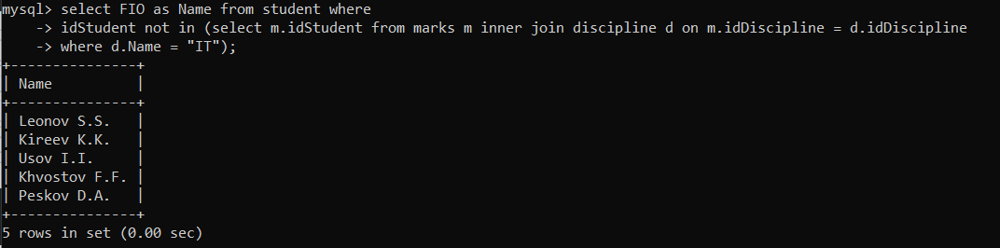 mysql> select FIO as Name from student where
    -> idStudent not in (select m.idStudent from marks m inner join discipline d on m.idDiscipline = d.idDiscipline
    -> where d.Name = "IT");
+---------------+
| Name          |
+---------------+
| Leonov S.S.   |
| Kireev K.K.   |
| Usov I.I.     |
| Khvostov F.F. |
| Peskov D.A.   |
+---------------+
5 rows in set (0.00 sec)